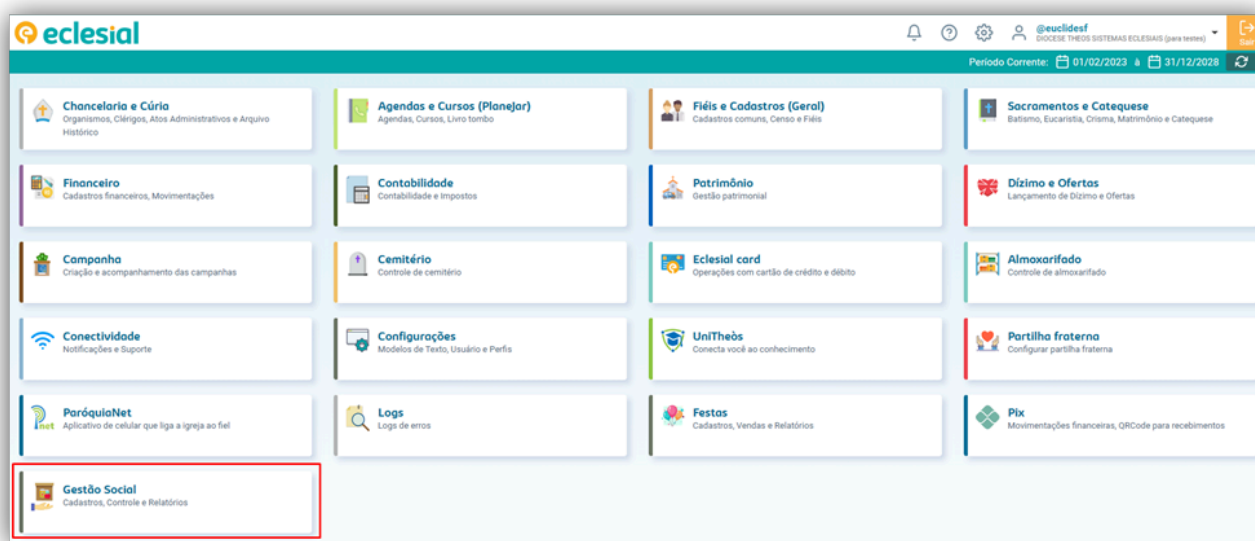 eclesial
@euclidesf
DIOCESE THEOS SISTEMAS ECLESIAIS (para testes)
Sair
Período Corrente: 01/02/2023 à 31/12/2028
Chancelaria e Cúria
Organismos, Clérigos, Atos Administrativos e Arquivo
Histórico
Agendas e Cursos (Planejar)
Agendas, Cursos, Livro tombo
Fiéis e Cadastros (Geral)
Cadastros comuns, Censo e Fiéis
Sacramentos e Catequese
Batismo, Eucaristia, Crisma, Matrimônio e Catequese
Financeiro
Cadastros financeiros, Movimentações
Contabilidade
Contabilidade e Impostos
Patrimônio
Gestão patrimonial
Dízimo e Ofertas
Lançamento de Dízimo e Ofertas
Campanha
Criação e acompanhamento das campanhas
Cemitério
Controle de cemitério
Eclesial card
Operações com cartão de crédito e débito
Almoxarifado
Controle de almoxarifado
Conectividade
Notificações e Suporte
Configurações
Modelos de Texto, Usuário e Perfis
UniTheòs
Conecta você ao conhecimento
Partilha fraterna
Configurar partilha fraterna
net
ParóquiaNet
Aplicativo de celular que liga a igreja ao fiel
Logs
Logs de erros
Festas
Cadastros, Vendas e Relatórios
Pix
Movimentações financeiras, QRCode para recebimentos
Gestão Social
Cadastros, Controle e Relatórios